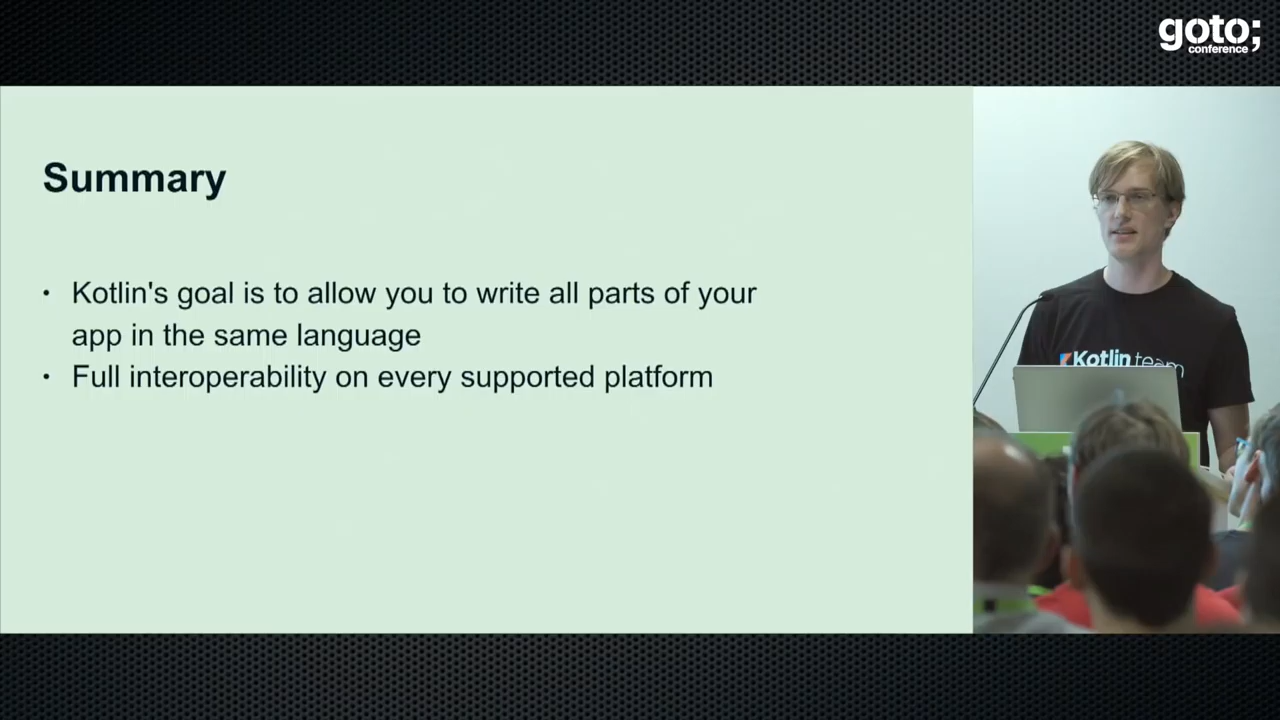 goto;
conference
Summary
• Kotlin's goal is to allow you to write all parts of your
app in the same language
• Full interoperability on every supported platform
Kotlin team